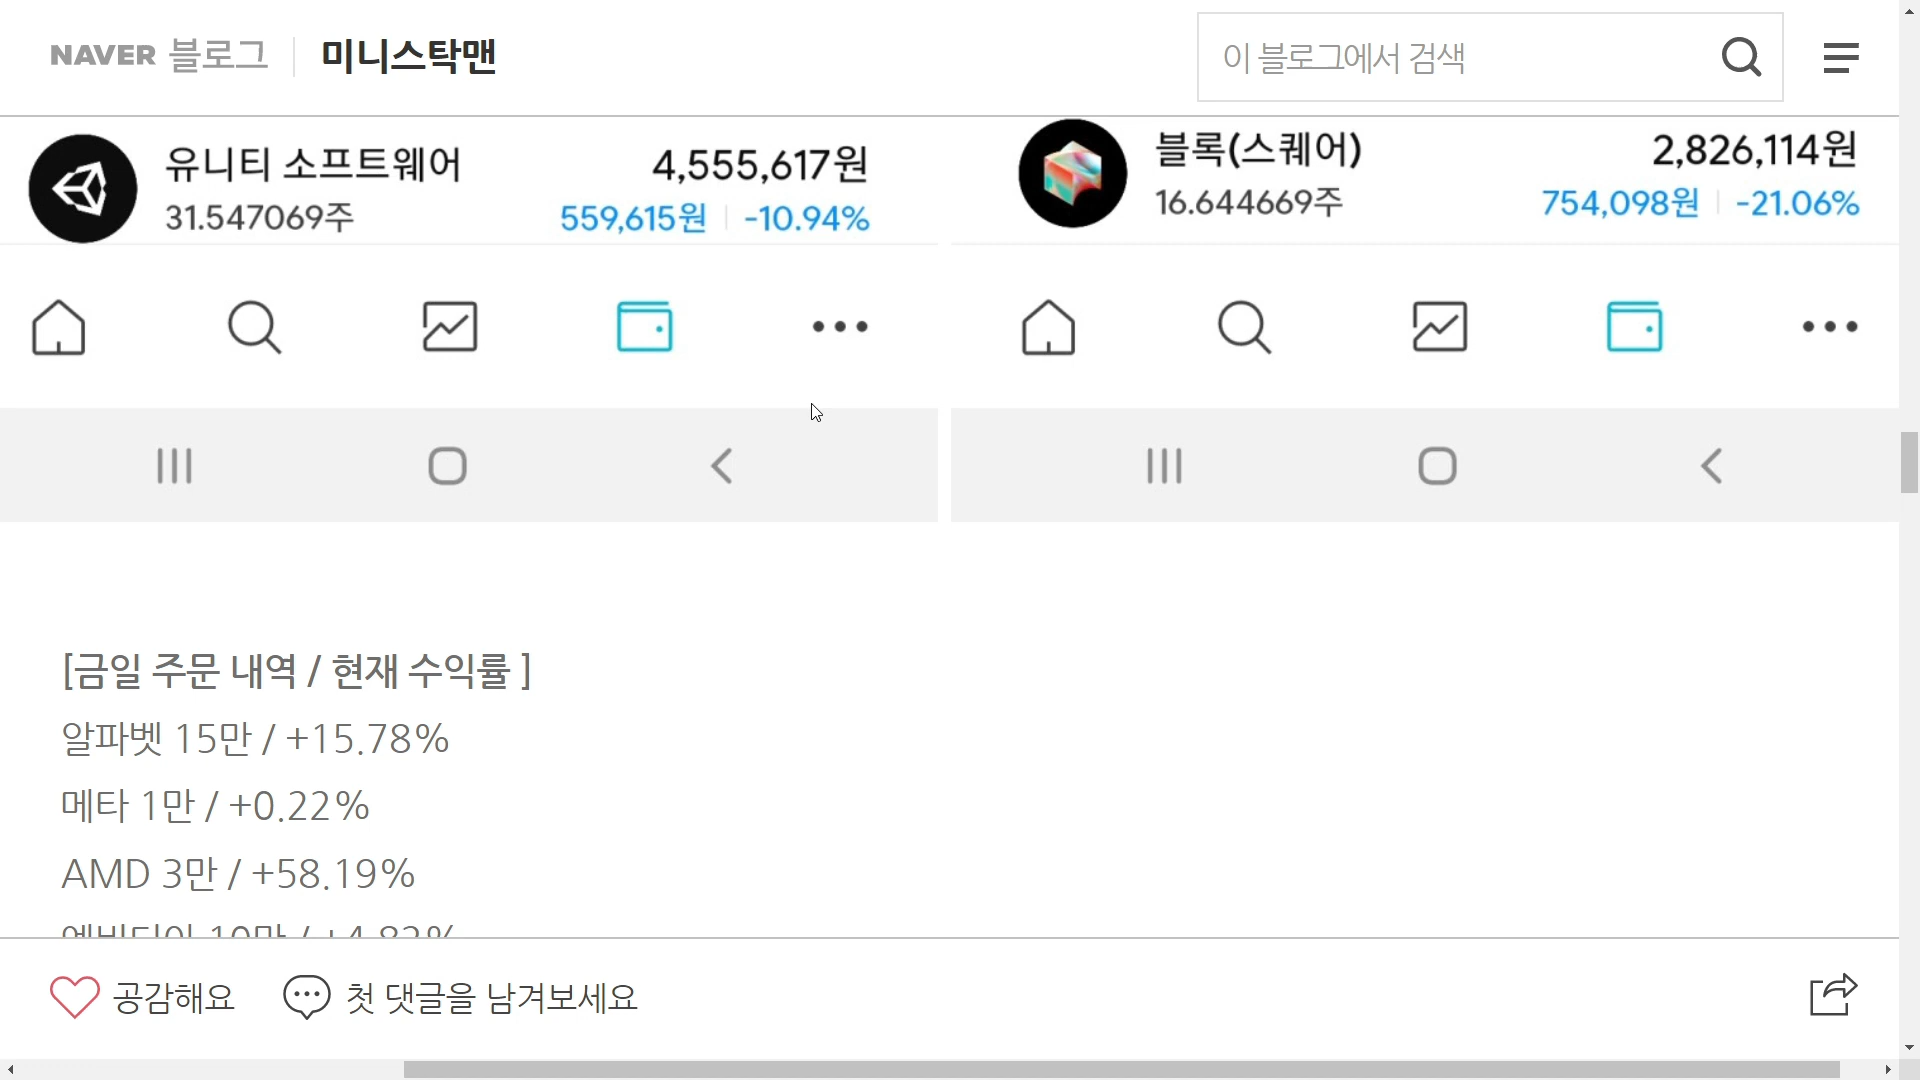 NAVER 블로그 미니스탁맨
이 블로그에서 검색
유니티 소프트웨어 4,555,617원
31.547069주 559,615원 -10.94%
블록(스퀘어) 2,826,114원
16.644669주 754,098원 -21.06%
[금일 주문 내역 / 현재 수익률 ]
알파벳 15만 / +15.78%
메타 1만 / +0.22%
AMD 3만 / +58.19%
공감해요 첫 댓글을 남겨보세요